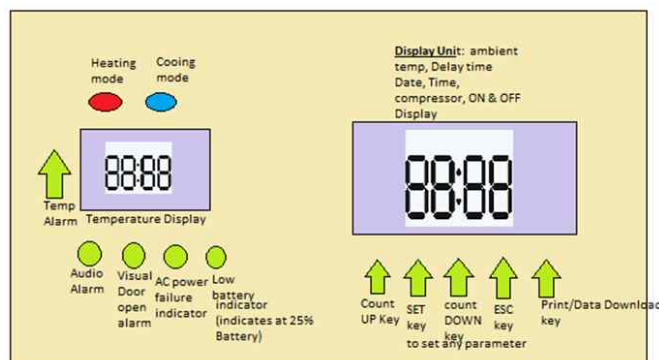 Heating
mode
Cooing
mode
Display Unit: ambient
temp, Delay time
Date, Time,
compressor, ON & OFF
Display
88:88
88:88
Temp
Alarm
Temperature Display
Audio
Alarm
Visual
Door
open
alarm
AC power
failure
indicator
Low
battery
indicator
(indicates at 25%
Battery)
Count
UP Key
SET
key
count
DOWN
Key
ESC
key
Print/Data Download
key
to set any parameter